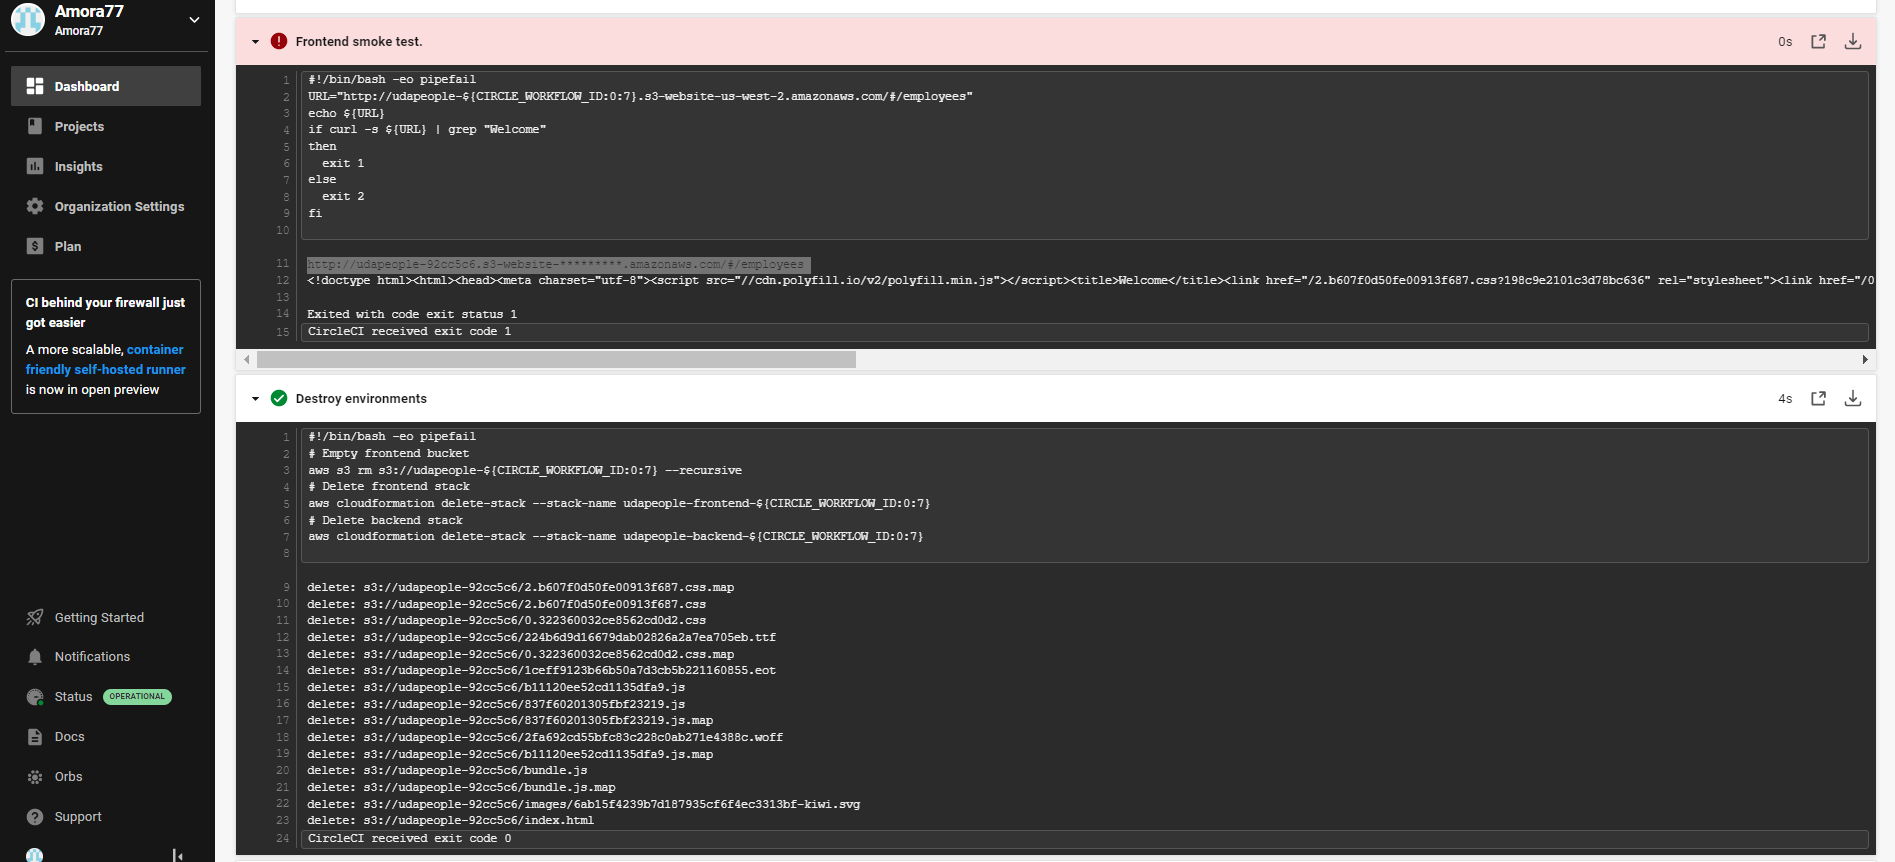 Amora77
Amora77
Dashboard
Projects
Insights
Organization Settings
Plan
CI behind your firewall just
got easier
A more scalable, container
friendly self-hosted runner
is now in open preview
Getting Started
Notifications
Status OPERATIONAL
Docs
Orbs
Support
Frontend smoke test.
0s
1 #!/bin/bash -eo pipefail
2 URL="http://udapeople-${CIRCLE_WORKFLOW_ID:0:7}.s3-website-us-west-2.amazonaws.com/#/employees"
3 echo ${URL}
4 if curl -s ${URL} | grep "Welcome"
5 then
6 exit 1
7 else
8 exit 2
9 fi
10
11 http://udapeople-92cc5c6.s3-website-*********.amazonaws.com/#/employees
12 <!doctype html><html><head><meta charset="utf-8"><script src="//cdn.polyfill.io/v2/polyfill.min.js"></script><title>Welcome</title><link href="/2.b607f0d50fe00913f687.css?198c9e2101c3d78bc636" rel="stylesheet"><link href="/0
13
14 Exited with code exit status 1
15 CircleCI received exit code 1
Destroy environments
4s
1 #!/bin/bash -eo pipefail
2 # Empty frontend bucket
3 aws s3 rm s3://udapeople-${CIRCLE_WORKFLOW_ID:0:7} --recursive
4 # Delete frontend stack
5 aws cloudformation delete-stack --stack-name udapeople-frontend-${CIRCLE_WORKFLOW_ID:0:7}
6 # Delete backend stack
7 aws cloudformation delete-stack --stack-name udapeople-backend-${CIRCLE_WORKFLOW_ID:0:7}
8
9 delete: s3://udapeople-92cc5c6/2.b607f0d50fe00913f687.css.map
10 delete: s3://udapeople-92cc5c6/2.b607f0d50fe00913f687.css
11 delete: s3://udapeople-92cc5c6/0.322360032ce8562cd0d2.css
12 delete: s3://udapeople-92cc5c6/224b6d9d16679dab02826a2a7ea705eb.ttf
13 delete: s3://udapeople-92cc5c6/0.322360032ce8562cd0d2.css.map
14 delete: s3://udapeople-92cc5c6/1ceff9123b66b50a7d3cb5b221160855.eot
15 delete: s3://udapeople-92cc5c6/b11120ee52cd1135dfa9.js
16 delete: s3://udapeople-92cc5c6/837f60201305fbf23219.js
17 delete: s3://udapeople-92cc5c6/837f60201305fbf23219.js.map
18 delete: s3://udapeople-92cc5c6/2fa692cd55bfc83c228c0ab271e4388c.woff
19 delete: s3://udapeople-92cc5c6/b11120ee52cd1135dfa9.js.map
20 delete: s3://udapeople-92cc5c6/bundle.js
21 delete: s3://udapeople-92cc5c6/bundle.js.map
22 delete: s3://udapeople-92cc5c6/images/6ab15f4239b7d187935cf6f4ec3313bf-kiwi.svg
23 delete: s3://udapeople-92cc5c6/index.html
24 CircleCI received exit code 0